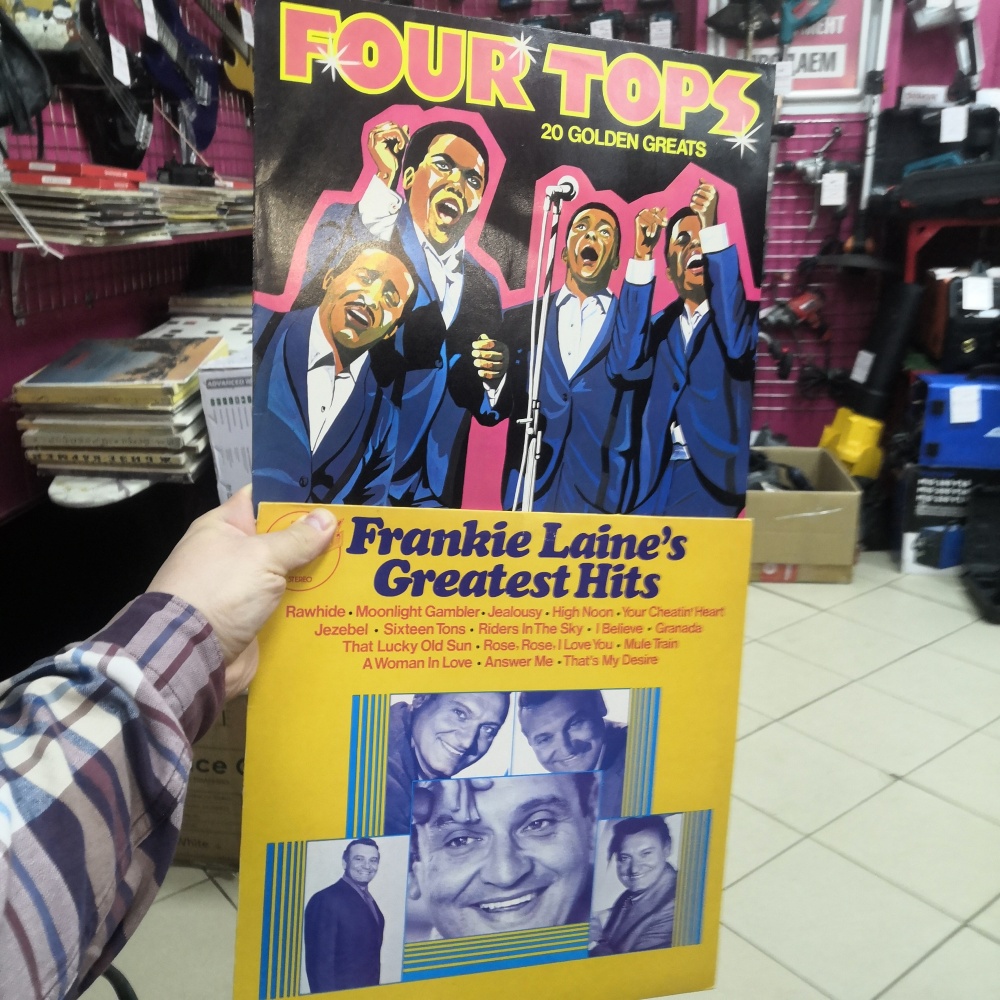 FOUR TOPS
20 GOLDEN GREATS
STEREO
Frankie Laine's
Greatest Hits
Rawhide • Moonlight Gambler • Jealousy • High Noon • Your Cheatin' Heart
Jezebel • Sixteen Tons • Riders In The Sky • I Believe • Granada
That Lucky Old Sun • Rose, Rose, I Love You • Mule Train
A Woman In Love • Answer Me • That's My Desire
ADVANCED